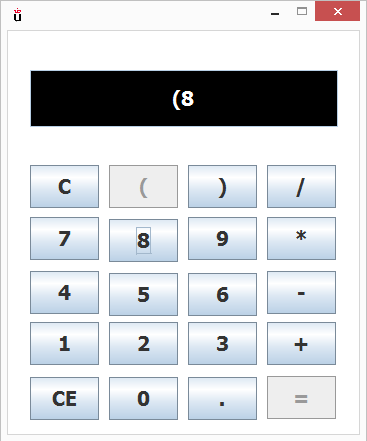 ü
(8
C ( ) /
7 8 9 *
4 5 6 -
1 2 3 +
CE 0 . =